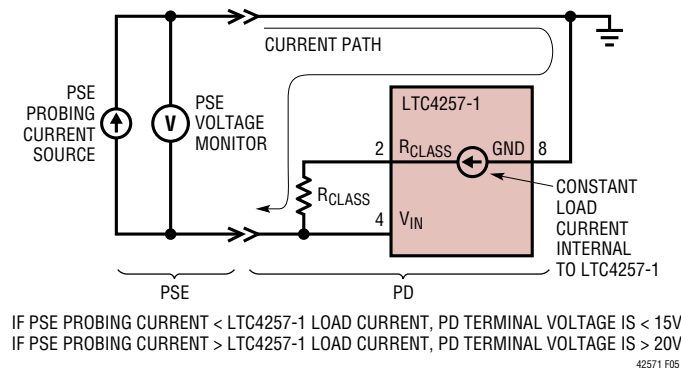 CURRENT PATH
PSE
PROBING
CURRENT
SOURCE
V
PSE
VOLTAGE
MONITOR
LTC4257-1
2
RCLASS
GND
8
RCLASS
4
VIN
CONSTANT
LOAD
CURRENT
INTERNAL
TO LTC4257-1
PSE
PD
IF PSE PROBING CURRENT < LTC4257-1 LOAD CURRENT, PD TERMINAL VOLTAGE IS < 15V
IF PSE PROBING CURRENT > LTC4257-1 LOAD CURRENT, PD TERMINAL VOLTAGE IS > 20V
42571 F05